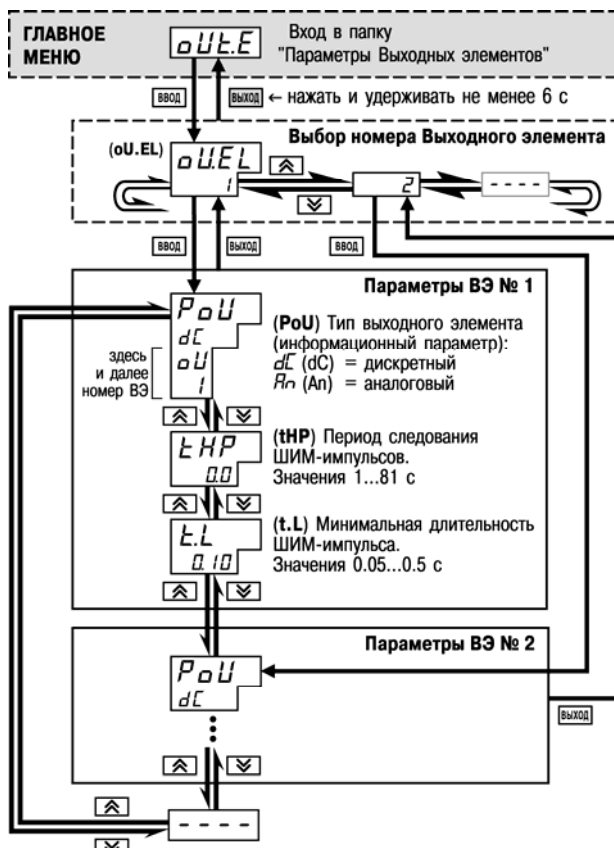 ГЛАВНОЕ МЕНЮ
oUt.E
Вход в папку
"Параметры Выходных элементов"
ВВОД
ВЫХОД ← нажать и удерживать не менее 6 с
Выбор номера Выходного элемента
(oU.EL)
oU.EL
1
2
- - - -
ВВОД
ВЫХОД
ВВОД
Параметры ВЭ № 1
PoU
dC
oU
1
здесь
и далее
номер ВЭ
(PoU) Тип выходного элемента
(информационный параметр):
dC (dC) = дискретный
An (An) = аналоговый
tHP
0.0
(tHP) Период следования
ШИМ-импульсов.
Значения 1...81 с
t.L
0.10
(t.L) Минимальная длительность
ШИМ-импульса.
Значения 0.05...0.5 с
Параметры ВЭ № 2
PoU
dC
ВЫХОД
- - - -